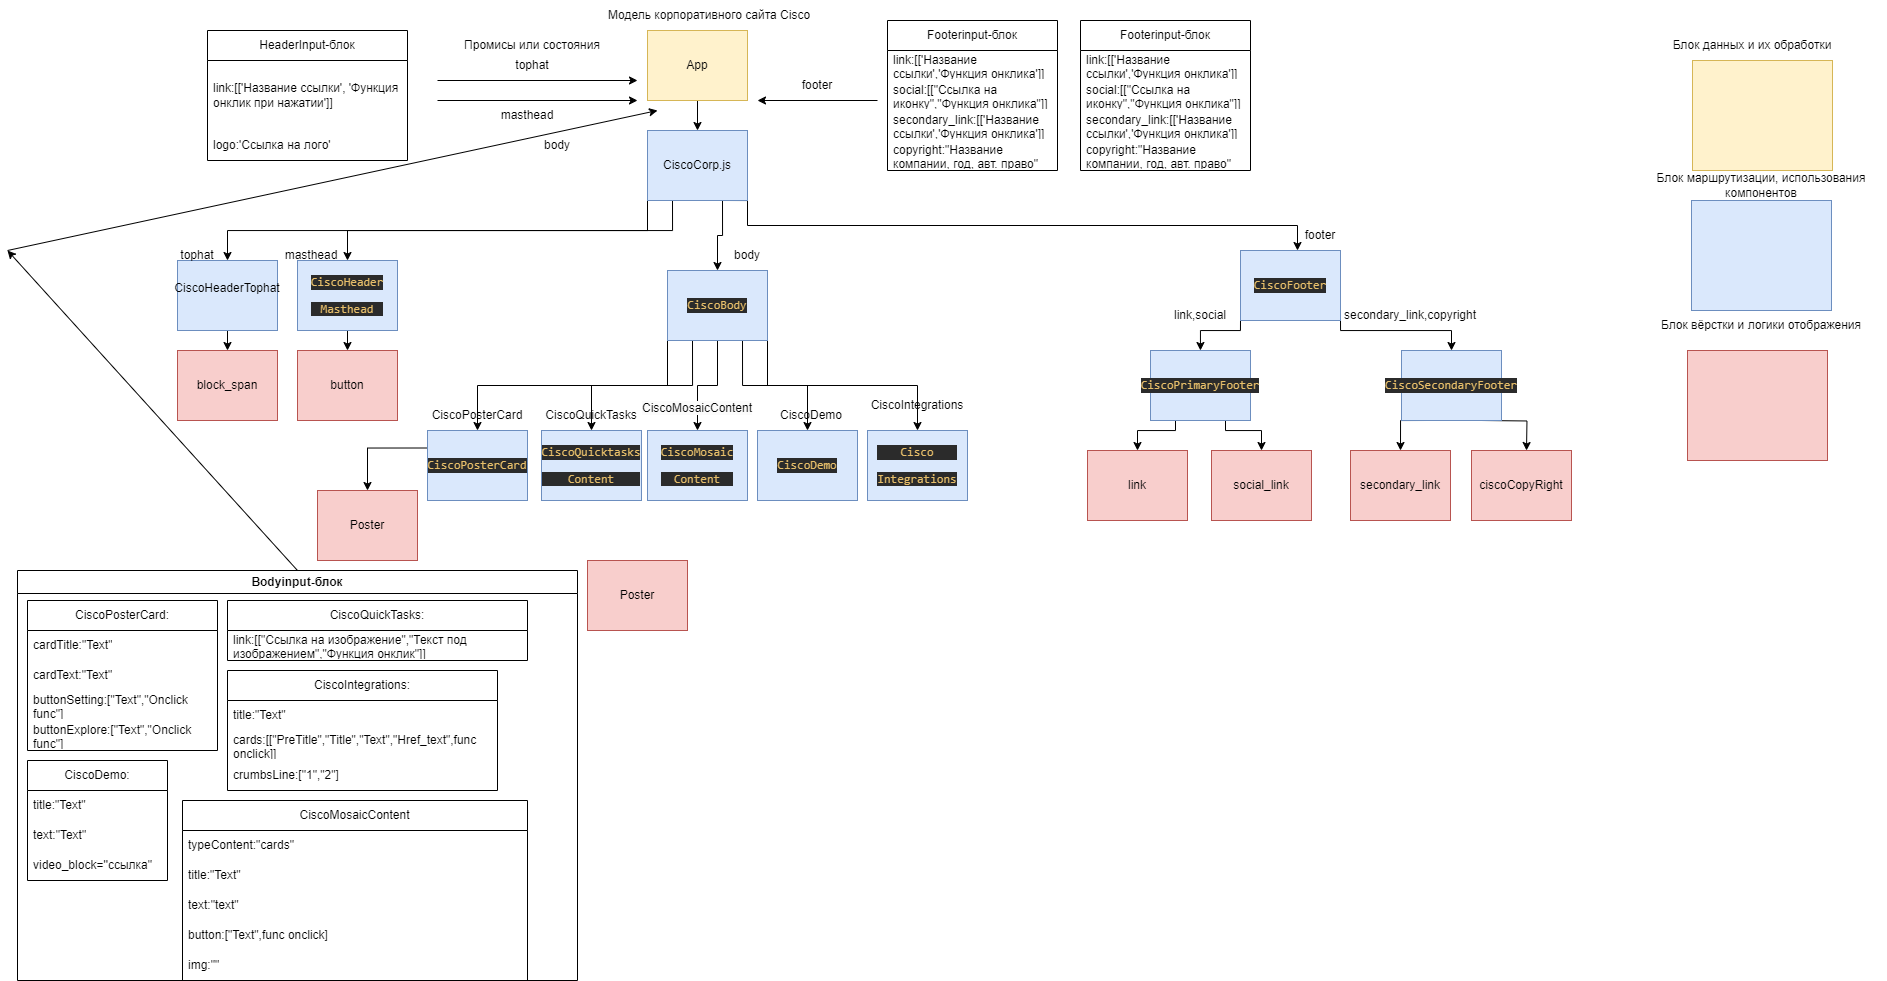 Модель корпоративного сайта Cisco
HeaderInput-блок
link:[['Название ссылки', 'Функция
онклик при нажатии']]
logo:'Ссылка на лого'
Промисы или состояния
tophat
masthead
body
App
footer
CiscoCorp.js
Footerinput-блок
link:[['Название
ссылки','Функция онклика']]
social:[["Ссылка на
иконку","Функция онклика"]]
secondary_link:[['Название
ссылки','Функция онклика']]
copyright:"Название
компании, год, авт. право"
Footerinput-блок
link:[['Название
ссылки','Функция онклика']]
social:[["Ссылка на
иконку","Функция онклика"]]
secondary_link:[['Название
ссылки','Функция онклика']]
copyright:"Название
компании, год, авт. право"
Блок данных и их обработки
Блок маршрутизации, использования
компонентов
Блок вёрстки и логики отображения
tophat
masthead
body
footer
CiscoHeaderTophat
CiscoHeader
Masthead
CiscoBody
CiscoFooter
link,social
secondary_link,copyright
block_span
button
CiscoPrimaryFooter
CiscoSecondaryFooter
CiscoPosterCard
CiscoQuickTasks
CiscoMosaicContent
CiscoDemo
CiscoIntegrations
CiscoPosterCard
CiscoQuicktasks
Content
CiscoMosaic
Content
CiscoDemo
Cisco
Integrations
link
social_link
secondary_link
ciscoCopyRight
Poster
Poster
Bodyinput-блок
CiscoPosterCard:
cardTitle:"Text"
cardText:"Text"
buttonSetting:["Text","Onclick
func"]
buttonExplore:["Text","Onclick
func"]
CiscoQuickTasks:
link:[["Ссылка на изображение","Текст под
изображением","Функция онклик"]]
CiscoIntegrations:
title:"Text"
cards:[["PreTitle","Title","Text","Href_text",func
onclick]]
crumbsLine:["1","2"]
CiscoDemo:
title:"Text"
text:"Text"
video_block="ссылка"
CiscoMosaicContent
typeContent:"cards"
title:"Text"
text:"text"
button:["Text",func onclick]
img:""